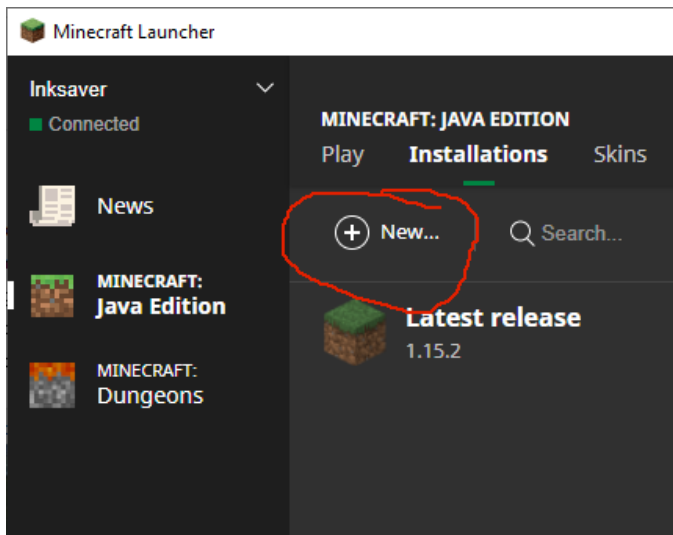 Minecraft Launcher
Inksaver
Connected
News
MINECRAFT:
Java Edition
MINECRAFT:
Dungeons
MINECRAFT: JAVA EDITION
Play Installations Skins
New... Search...
Latest release
1.15.2